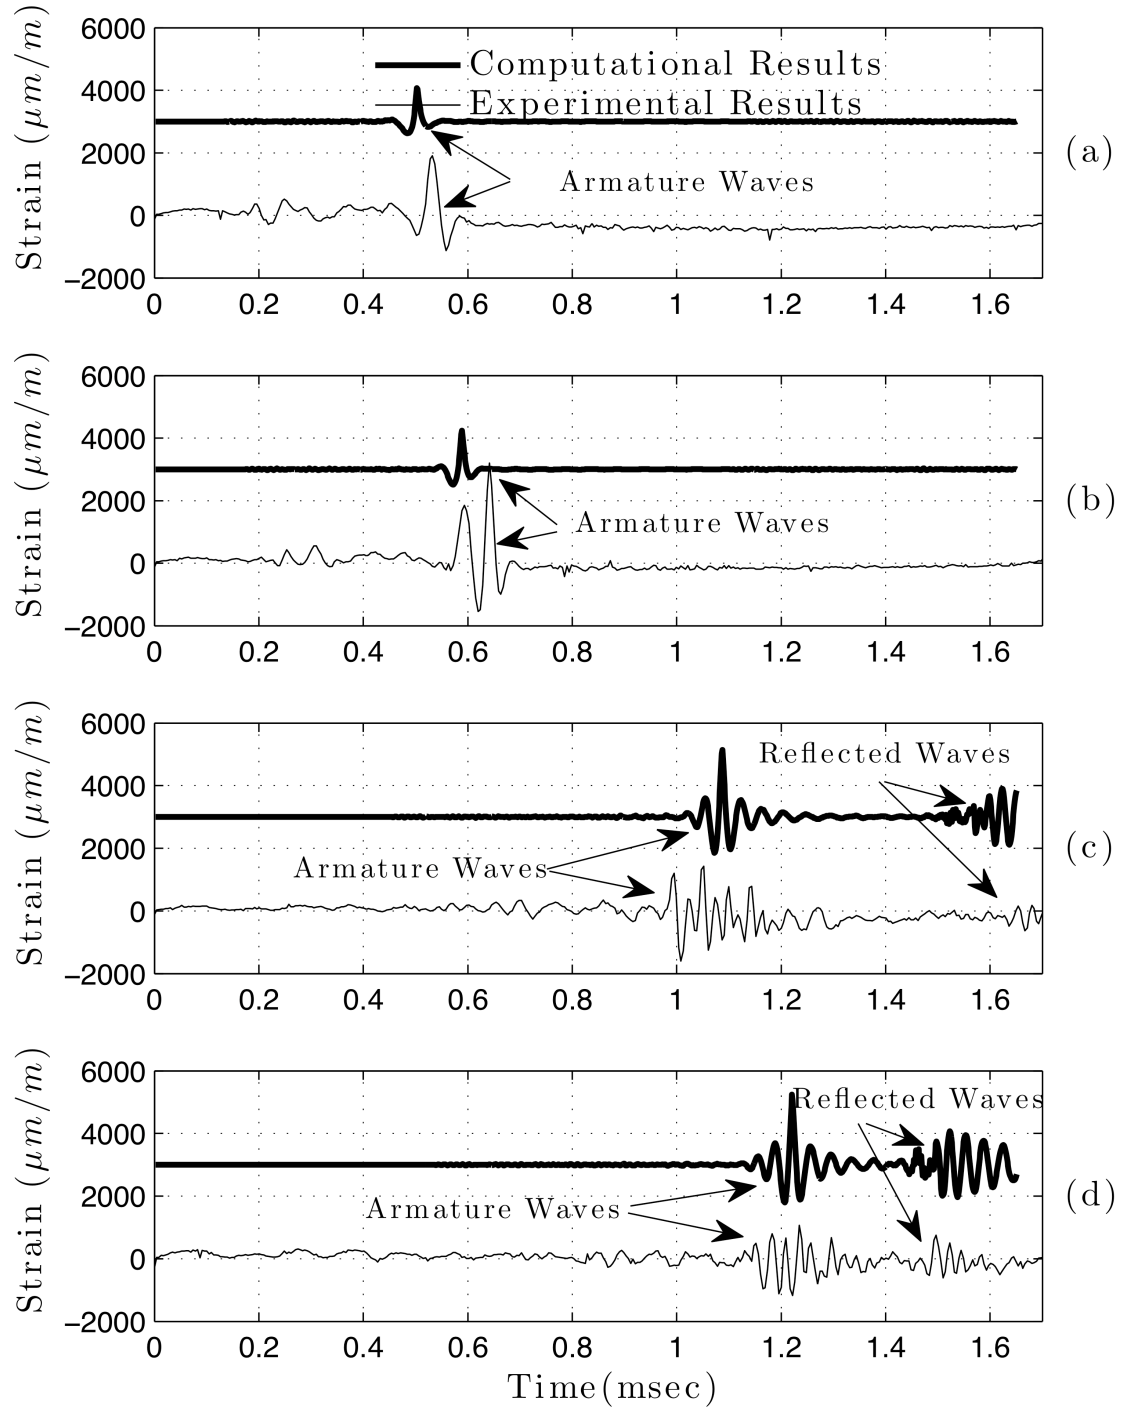 6000
Computational Results
4000
Experimental Results
2000
Armature Waves
0
−2000
0 0.2 0.4 0.6 0.8 1 1.2 1.4 1.6
Strain (μm/m)
(a)
6000
4000
2000
Armature Waves
0
−2000
0 0.2 0.4 0.6 0.8 1 1.2 1.4 1.6
Strain (μm/m)
(b)
6000
Reflected Waves
4000
2000
Armature Waves
0
−2000
0 0.2 0.4 0.6 0.8 1 1.2 1.4 1.6
Strain (μm/m)
(c)
6000
Reflected Waves
4000
2000
Armature Waves
0
−2000
0 0.2 0.4 0.6 0.8 1 1.2 1.4 1.6
Strain (μm/m)
(d)
Time(msec)